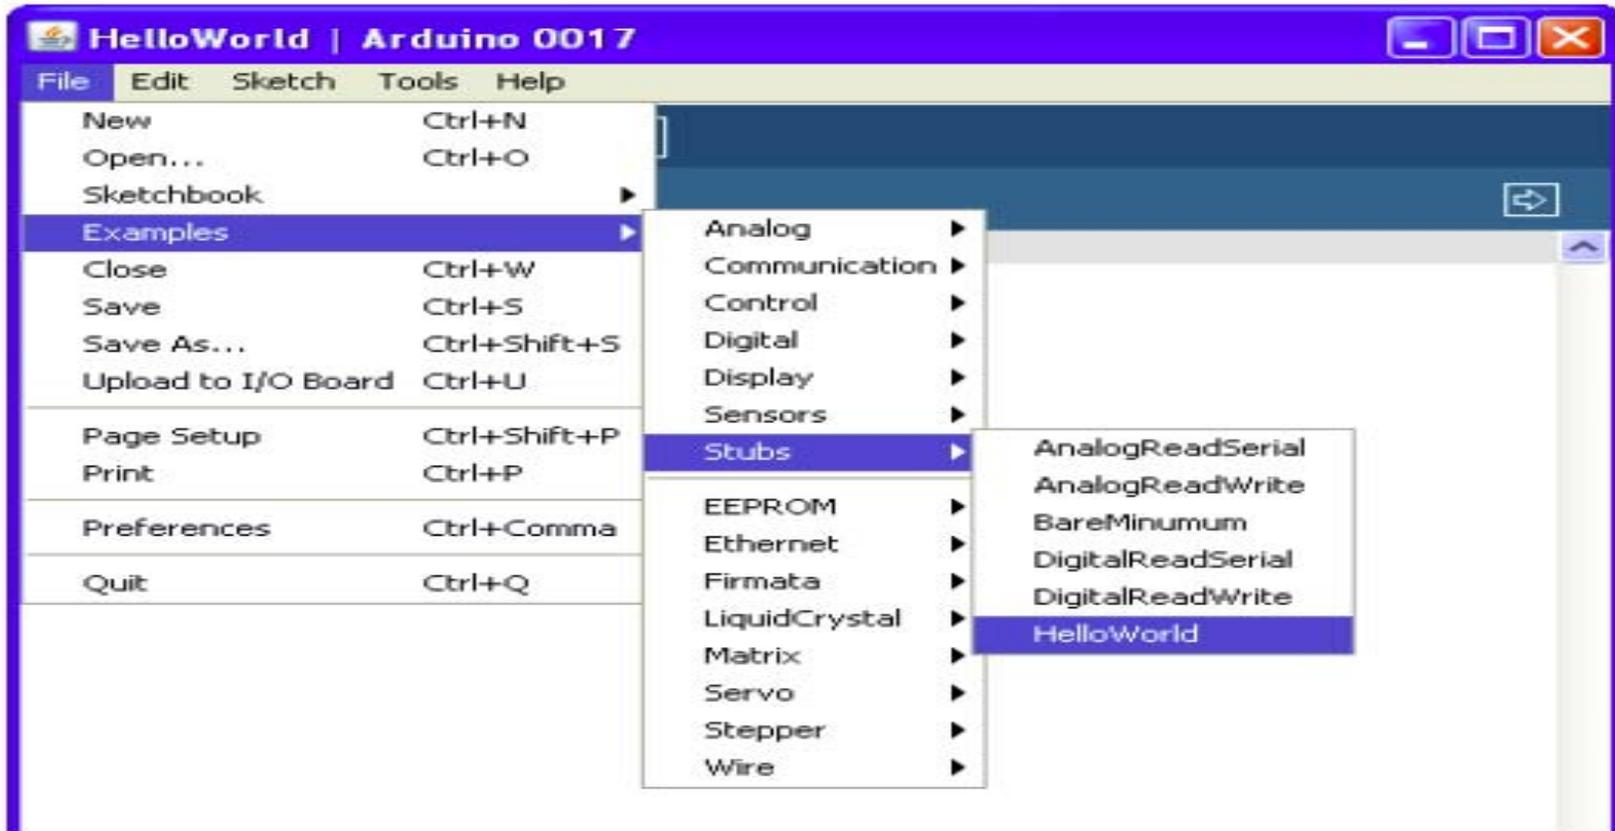 HelloWorld | Arduino 0017
File Edit Sketch Tools Help
New Ctrl+N
Open... Ctrl+O
Sketchbook
Examples
Close Ctrl+W
Save Ctrl+S
Save As... Ctrl+Shift+S
Upload to I/O Board Ctrl+U
Page Setup Ctrl+Shift+P
Print Ctrl+P
Preferences Ctrl+Comma
Quit Ctrl+Q
Analog
Communication
Control
Digital
Display
Sensors
Stubs
EEPROM
Ethernet
Firmata
LiquidCrystal
Matrix
Servo
Stepper
Wire
AnalogReadSerial
AnalogReadWrite
BareMinumum
DigitalReadSerial
DigitalReadWrite
HelloWorld